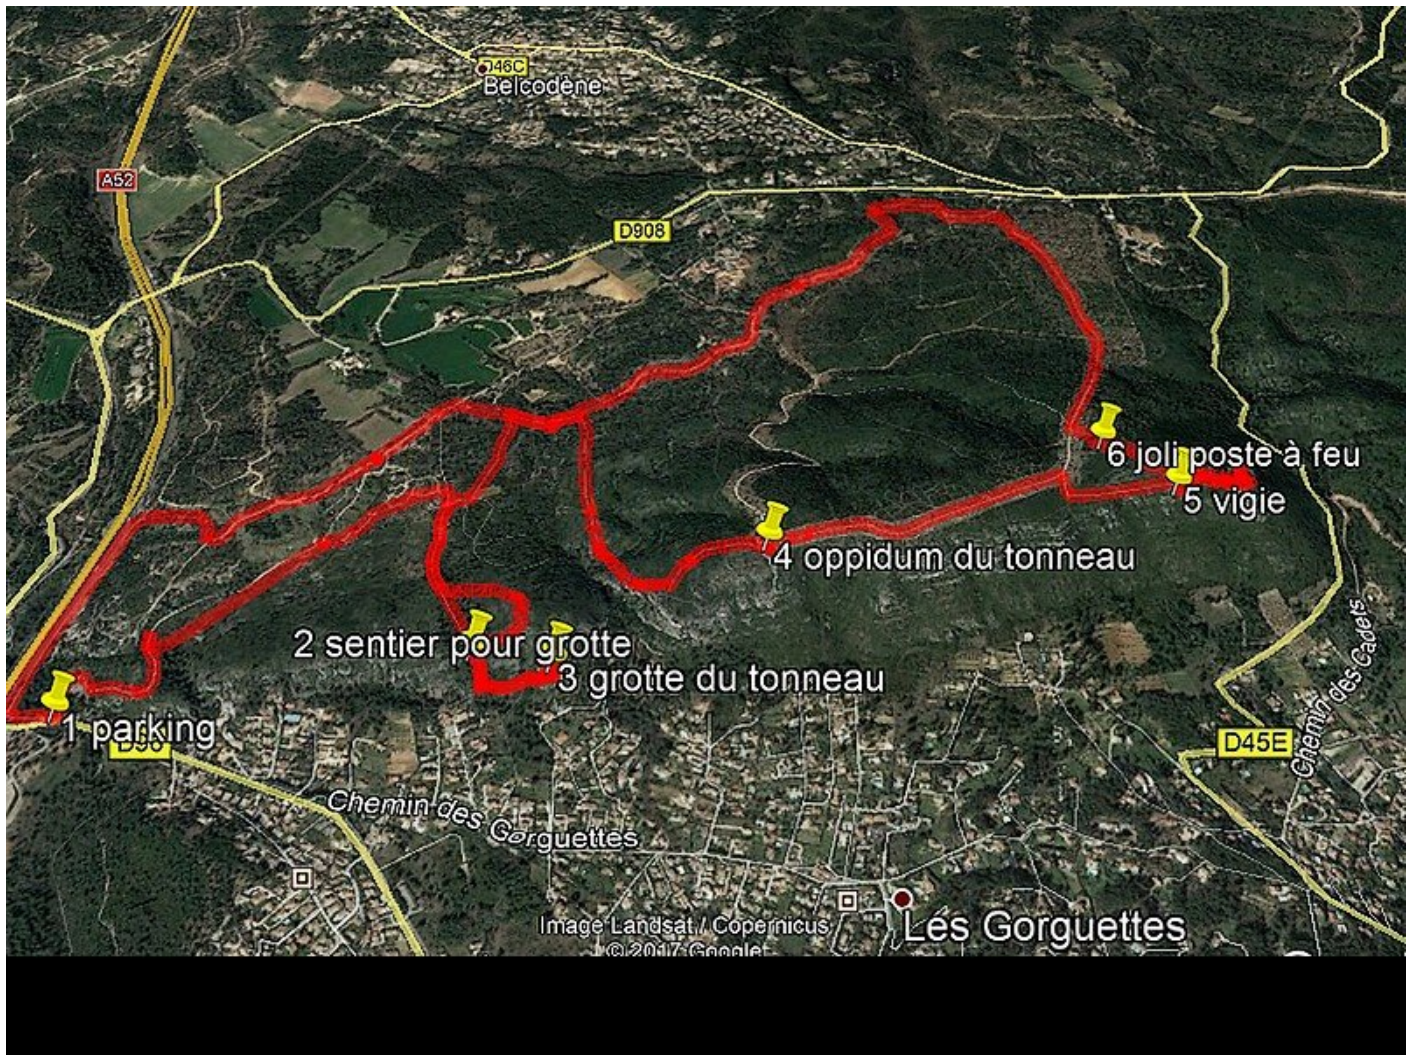 D46C
Belcodène
A52
D908
6 joli poste à feu
5 vigie
4 oppidum du tonneau
2 sentier pour grotte
3 grotte du tonneau
1 parking
D45E
Chemin des Cadets
Chemin des Gorguettes
Image Landsat / Copernicus
© 2017 Google
Les Gorguettes